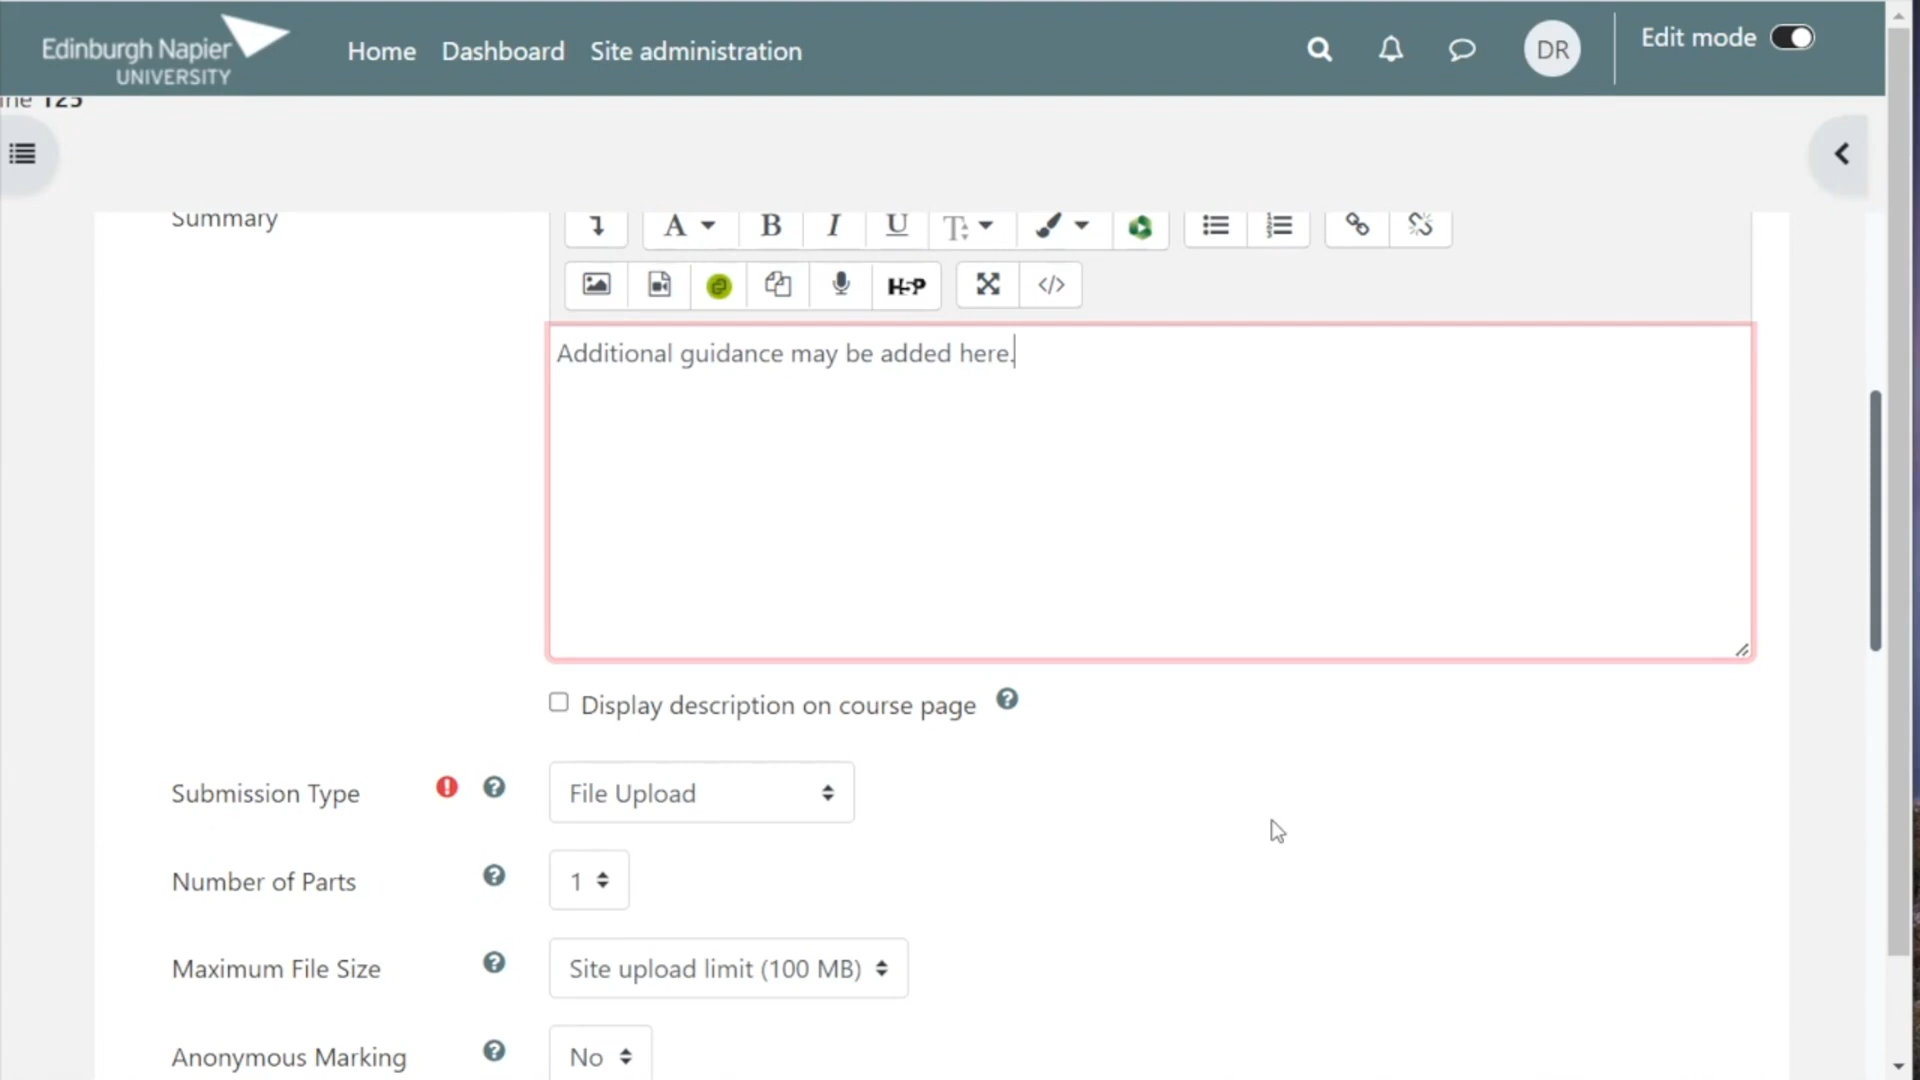 Edinburgh Napier
UNIVERSITY
Home Dashboard Site administration
DR
Edit mode
125
Summary
A B I U T
H5P
Additional guidance may be added here.
Display description on course page
Submission Type
File Upload
Number of Parts
1
Maximum File Size
Site upload limit (100 MB)
Anonymous Marking
No